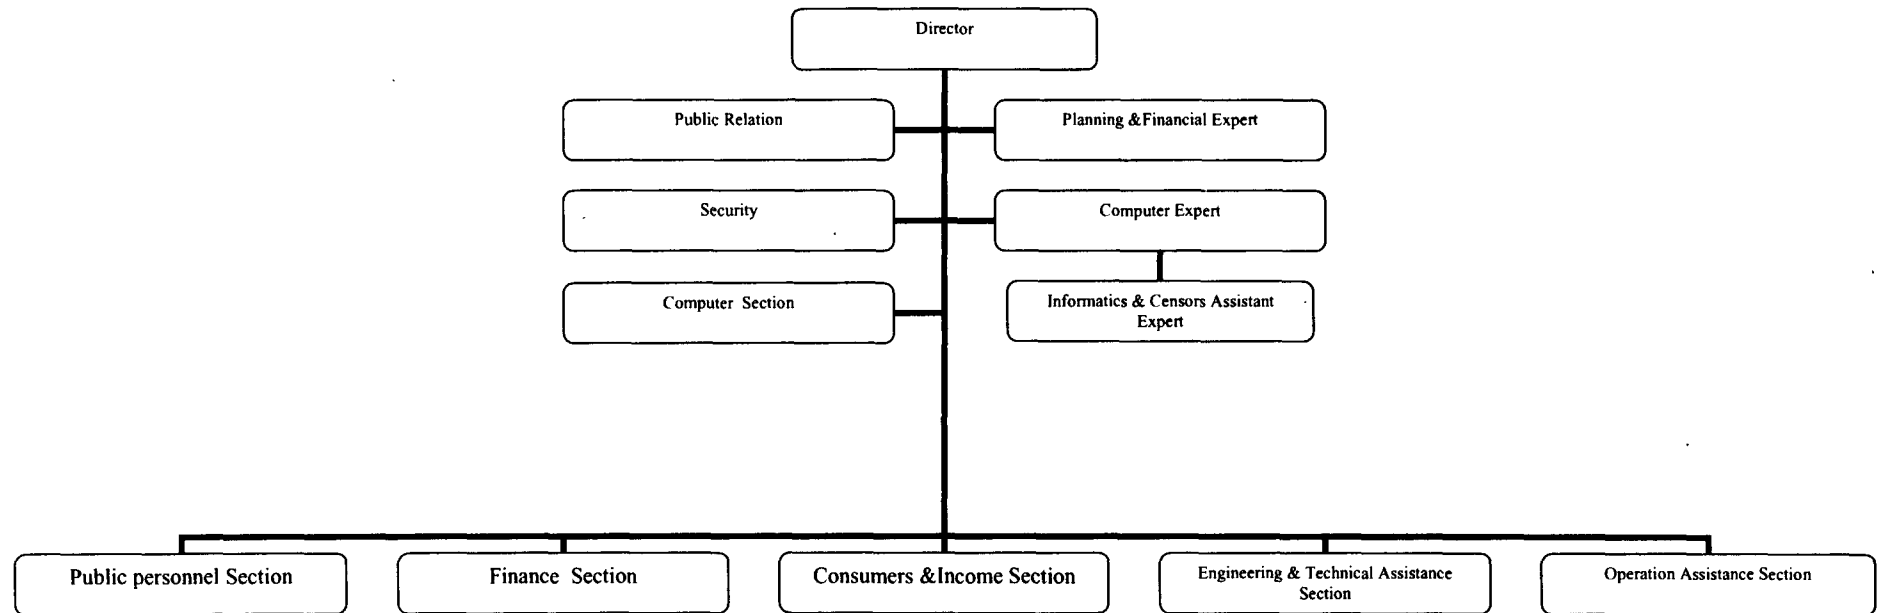 Director
Public Relation
Planning &Financial Expert
Security
Computer Expert
Computer Section
Informatics & Censors Assistant
Expert
Public personnel Section
Finance Section
Consumers &Income Section
Engineering & Technical Assistance
Section
Operation Assistance Section